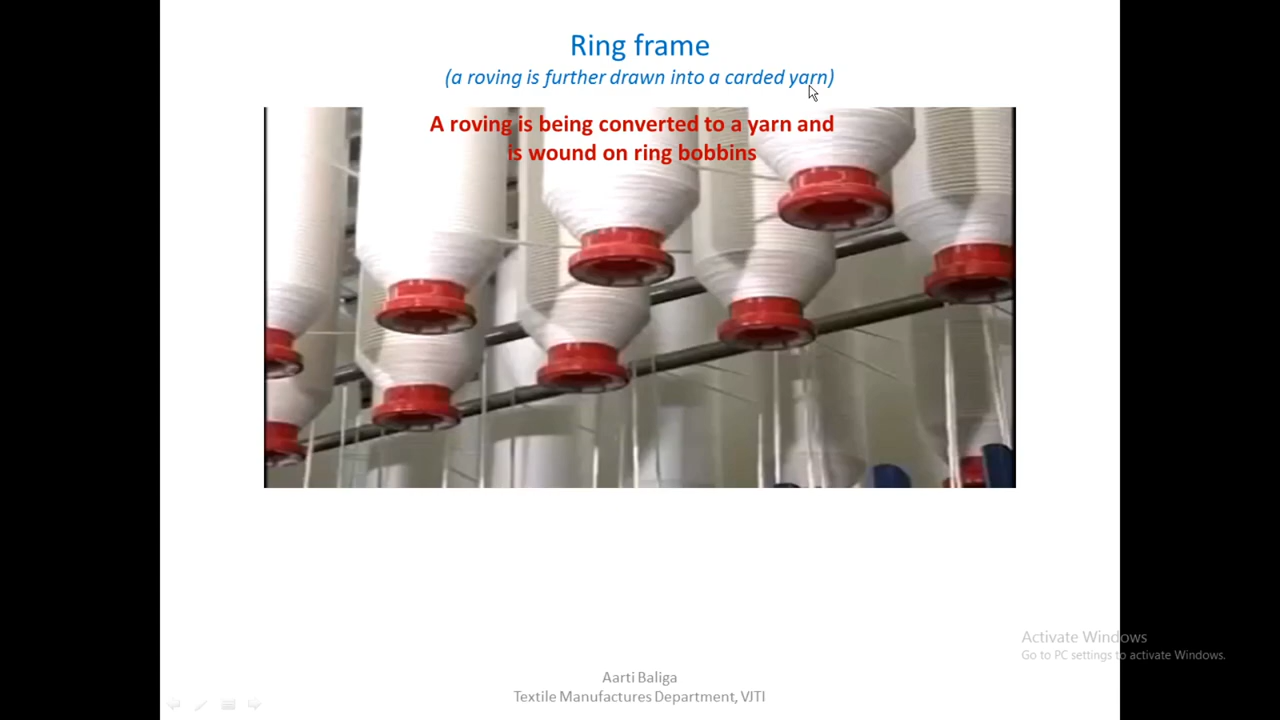 Ring frame
(a roving is further drawn into a carded yarn)
A roving is being converted to a yarn and
is wound on ring bobbins
Activate Windows
Go to PC settings to activate Windows.
Aarti Baliga
Textile Manufactures Department, VJTI